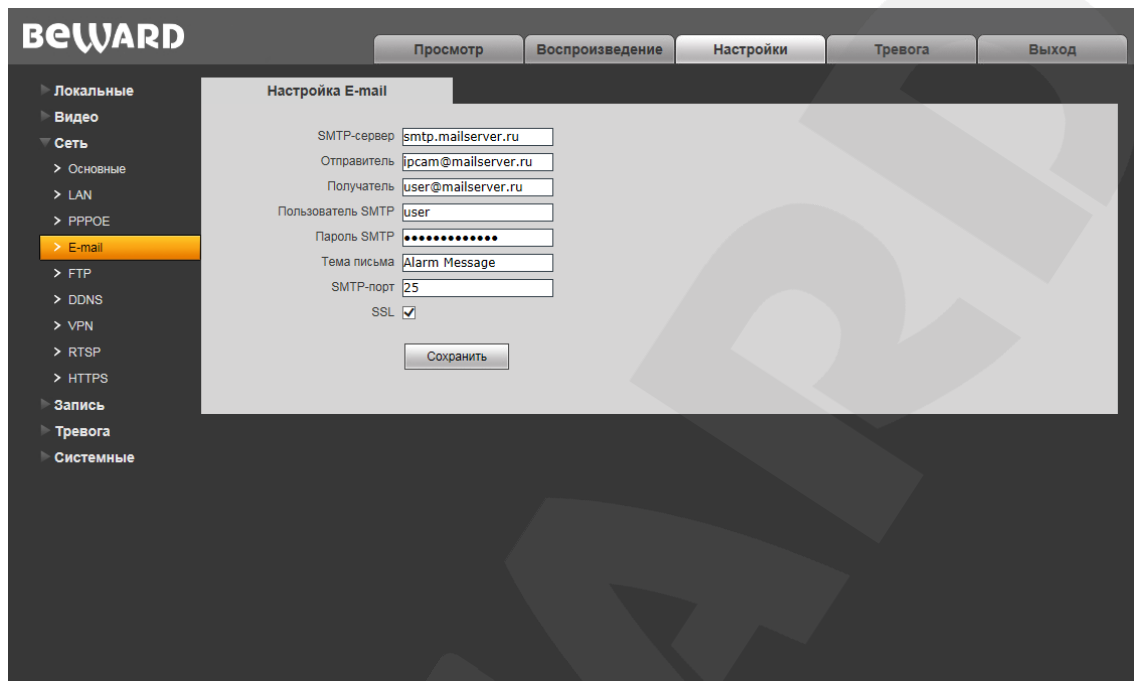 BEWARD
Просмотр
Воспроизведение
Настройки
Тревога
Выход
Локальные
Видео
Сеть
> Основные
> LAN
> PPPOE
> E-mail
> FTP
> DDNS
> VPN
> RTSP
> HTTPS
Запись
Тревога
Системные
Настройка E-mail
SMTP-сервер smtp.mailserver.ru
Отправитель ipcam@mailserver.ru
Получатель user@mailserver.ru
Пользователь SMTP user
Пароль SMTP •••••••••••••
Тема письма Alarm Message
SMTP-порт 25
SSL
Сохранить